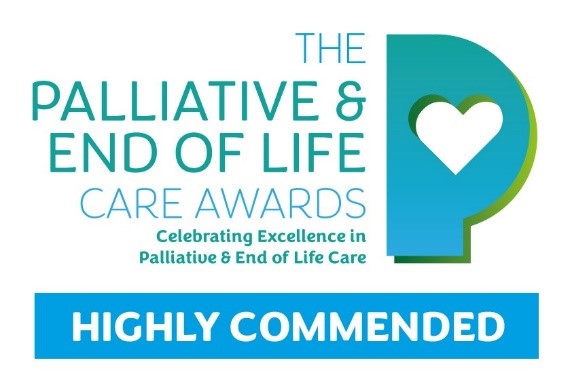 THE
PALLIATIVE &
END OF LIFE
CARE AWARDS
Celebrating Excellence in
Palliative & End of Life Care
HIGHLY COMMENDED